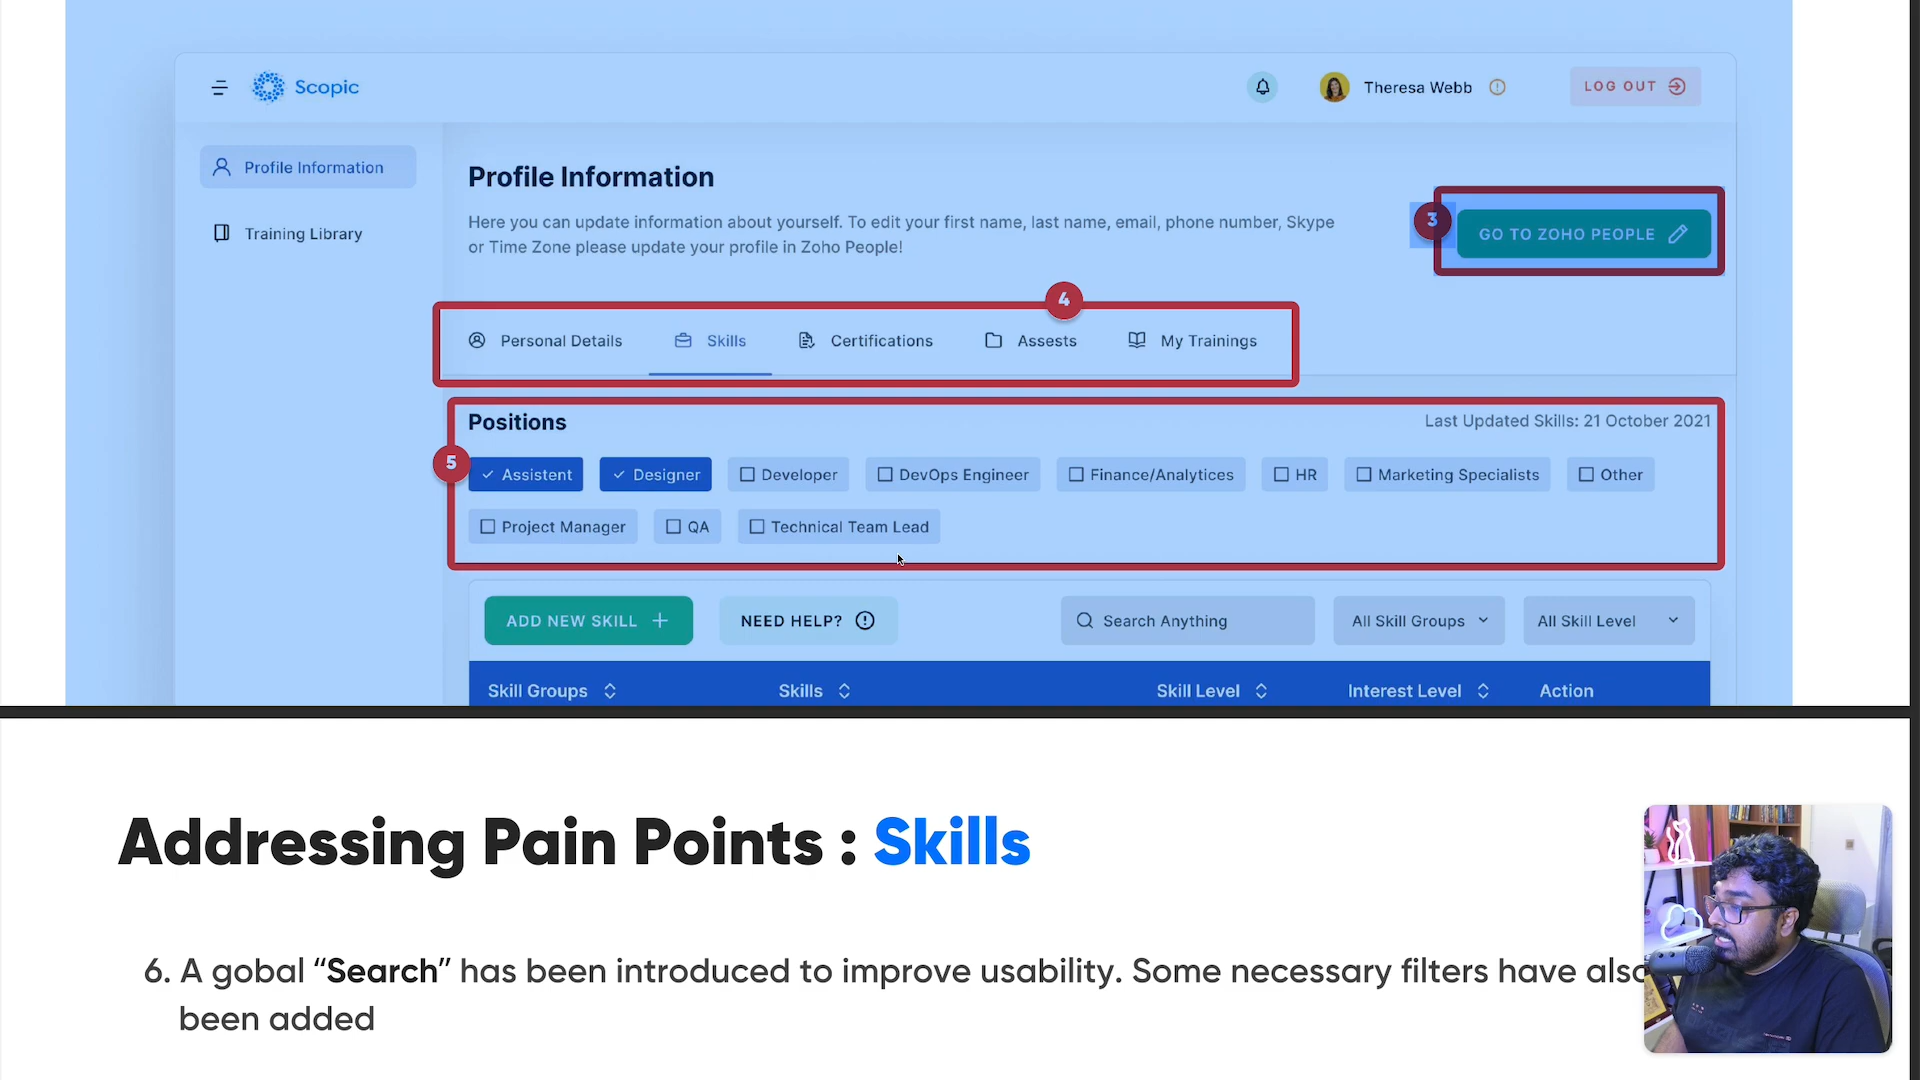 Scopic
Theresa Webb
LOG OUT
Profile Information
Training Library
Profile Information
Here you can update information about yourself. To edit your first name, last name, email, phone number, Skype
or Time Zone please update your profile in Zoho People!
3
GO TO ZOHO PEOPLE
4
Personal Details
Skills
Certifications
Assests
My Trainings
Positions
Last Updated Skills: 21 October 2021
5
Assistent
Designer
Developer
DevOps Engineer
Finance/Analytices
HR
Marketing Specialists
Other
Project Manager
QA
Technical Team Lead
ADD NEW SKILL +
NEED HELP?
Search Anything
All Skill Groups
All Skill Level
Skill Groups
Skills
Skill Level
Interest Level
Action
Addressing Pain Points : Skills
6. A gobal “Search” has been introduced to improve usability. Some necessary filters have also
been added